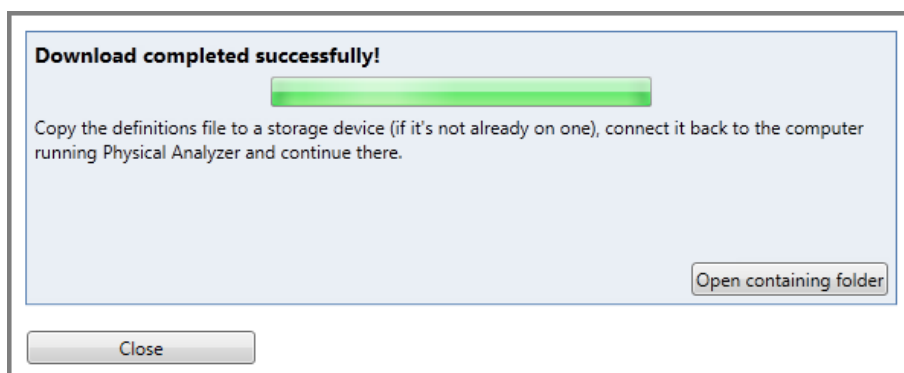 Download completed successfully!
Copy the definitions file to a storage device (if it's not already on one), connect it back to the computer
running Physical Analyzer and continue there.
Open containing folder
Close